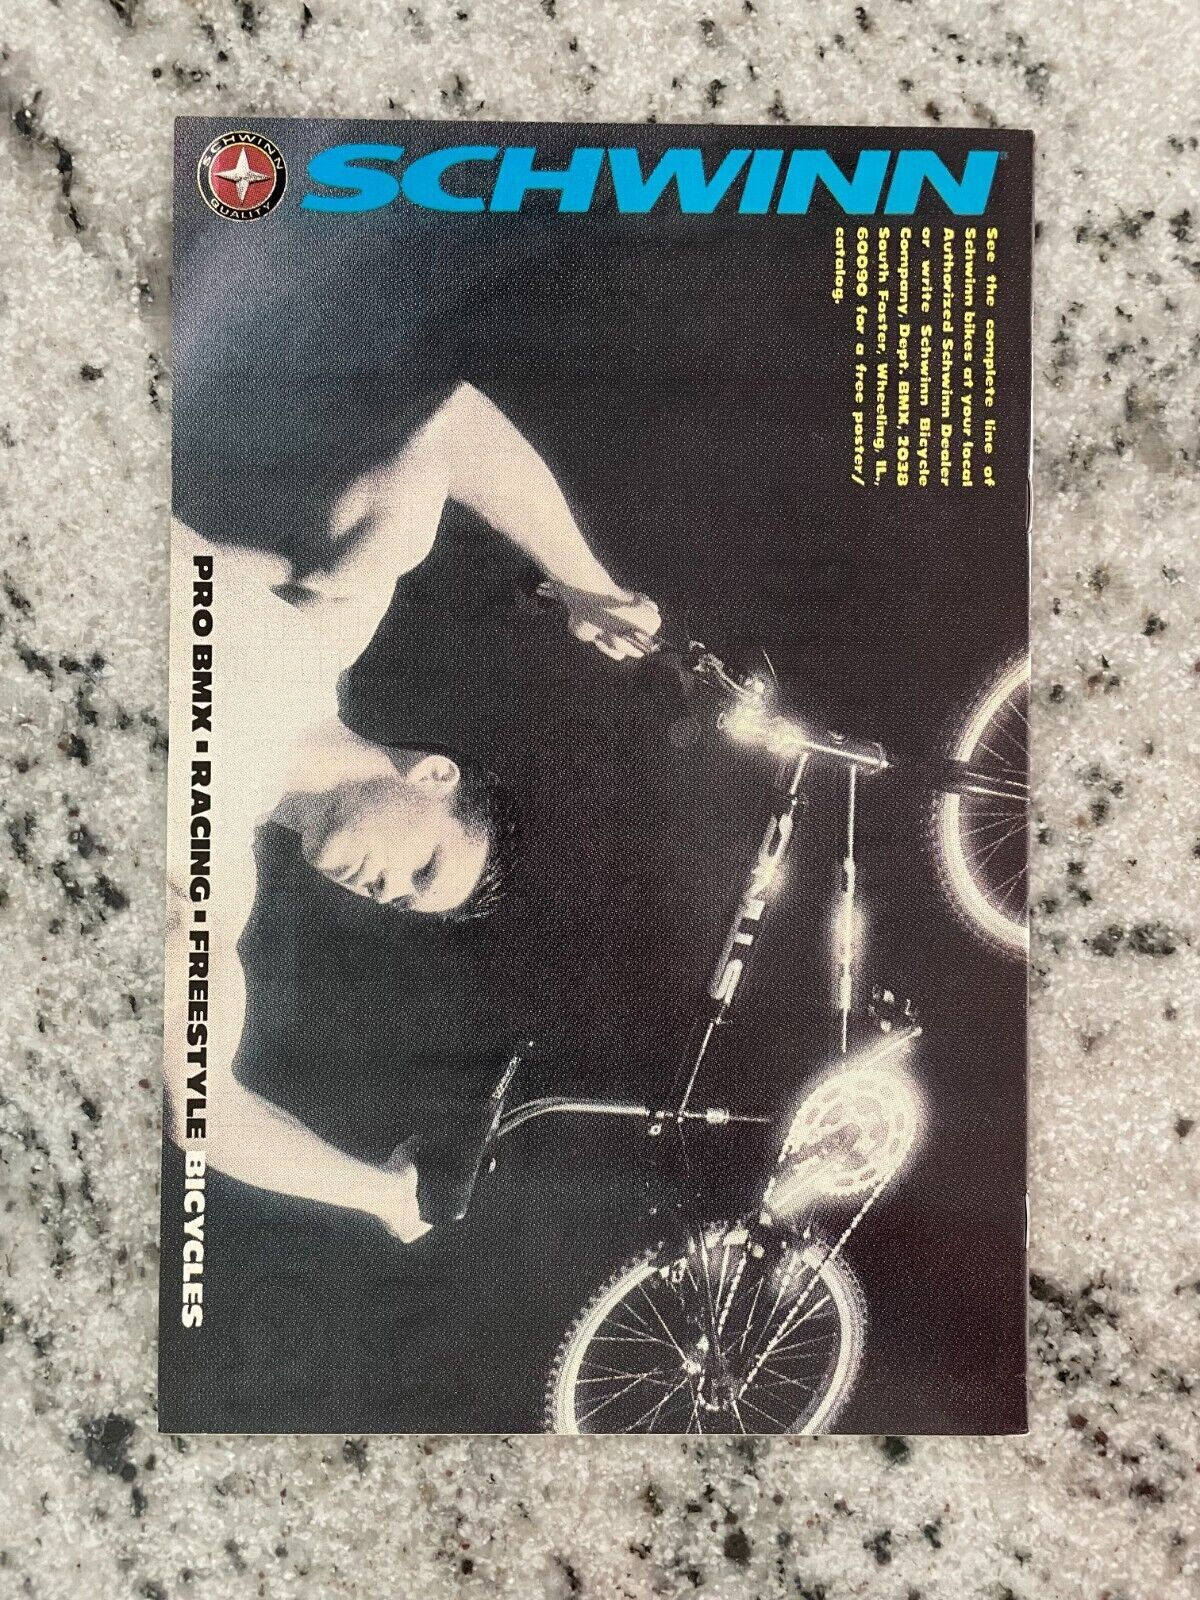 SCHWINN
QUALITY
SCHWINN
See the complete line of
Schwinn bikes at your local
Authorized Schwinn Dealer
or write Schwinn Bicycle
Company, Dept. BMX, 2038
South Foster, Wheeling, IL,
60090 for a free poster/
catalog.
PRO BMX ▪ RACING ▪ FREESTYLE BICYCLES